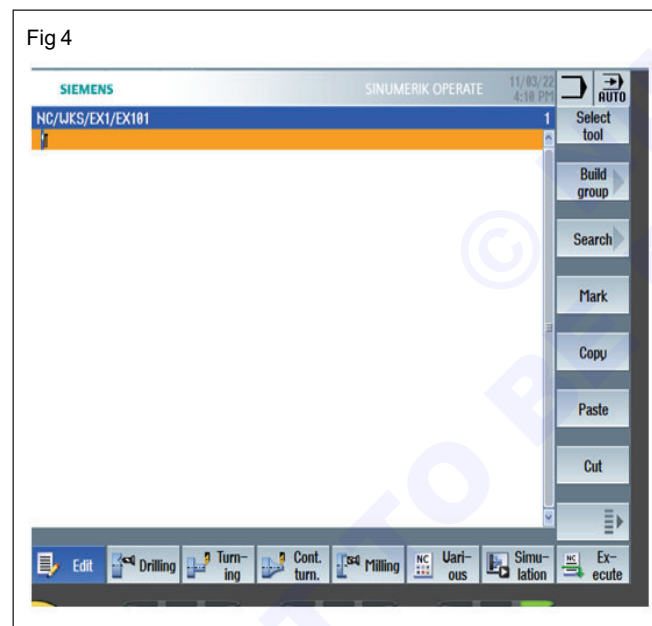 Fig 4
SIEMENS
SINUMERIK OPERATE
11/03/22
4:10 PM
AUTO
NC/WKS/EX1/EX101
1
Select
tool
Build
group
Search
Mark
Copy
Paste
Cut
Edit
Drilling
Turn-
ing
Cont.
turn.
Milling
NC
Vari-
ous
Simu-
lation
NC
Ex-
ecute
©
TO